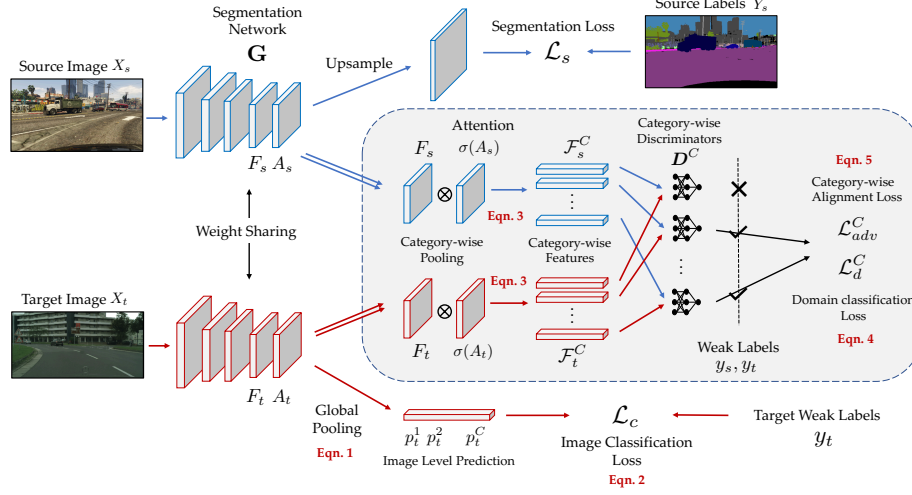 Segmentation
Network
G
Source Labels Y_s
Segmentation Loss
ℒ_s
Source Image X_s
Upsample
F_s A_s
Attention
F_s
σ(A_s)
⊗
Eqn. 3
ℱ_s^C
⋮
Category-wise
Discriminators
D^C
Eqn. 5
Category-wise
Alignment Loss
ℒ_adv^C
ℒ_d^C
Weight Sharing
Category-wise
Pooling
Category-wise
Features
⋮
Domain classification
Loss
Eqn. 4
Target Image X_t
Eqn. 3
⊗
⋮
F_t
σ(A_t)
ℱ_t^C
Weak Labels
y_s, y_t
F_t A_t
Global
Pooling
Eqn. 1
p_t^1 p_t^2 p_t^C
Image Level Prediction
ℒ_c
Image Classification
Loss
Eqn. 2
Target Weak Labels
y_t